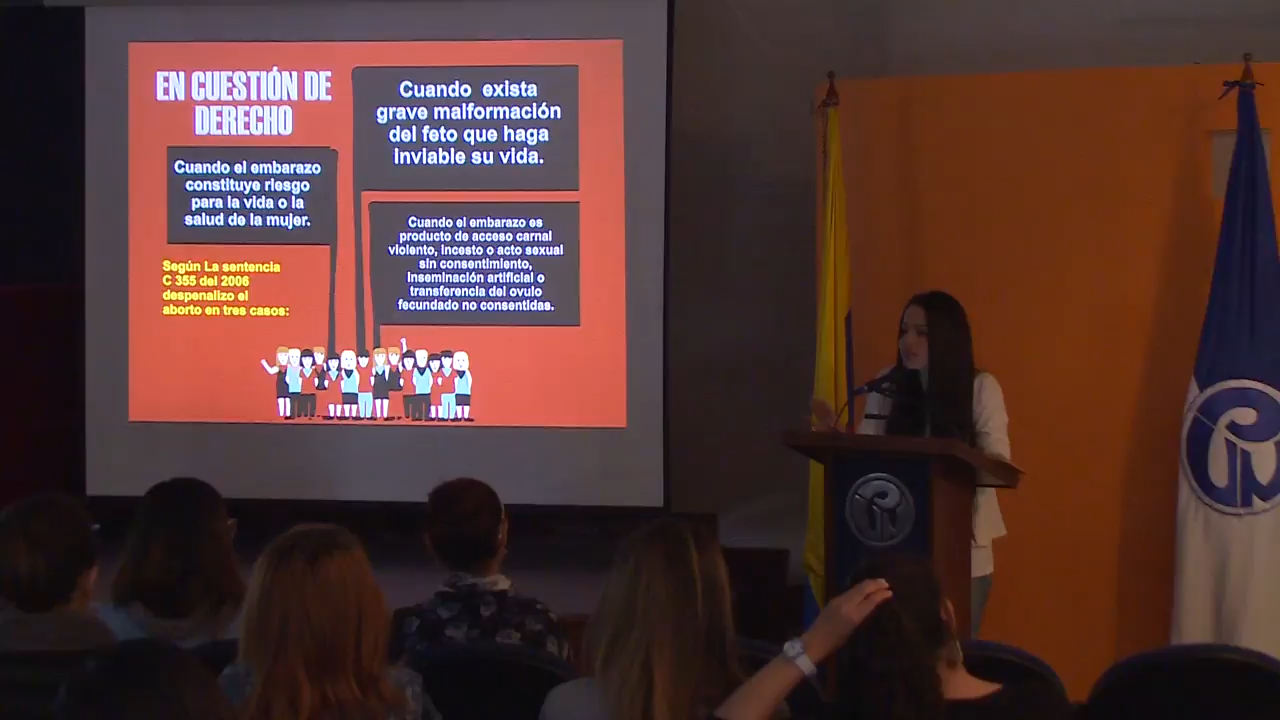 EN CUESTIÓN DE
DERECHO
Cuando el embarazo
constituye riesgo
para la vida o la
salud de la mujer.
Según La sentencia
C 355 del 2006
despenalizo el
aborto en tres casos:
Cuando exista
grave malformación
del feto que haga
inviable su vida.
Cuando el embarazo es
producto de acceso carnal
violento, incesto o acto sexual
sin consentimiento,
inseminación artificial o
transferencia del ovulo
fecundado no consentidas.